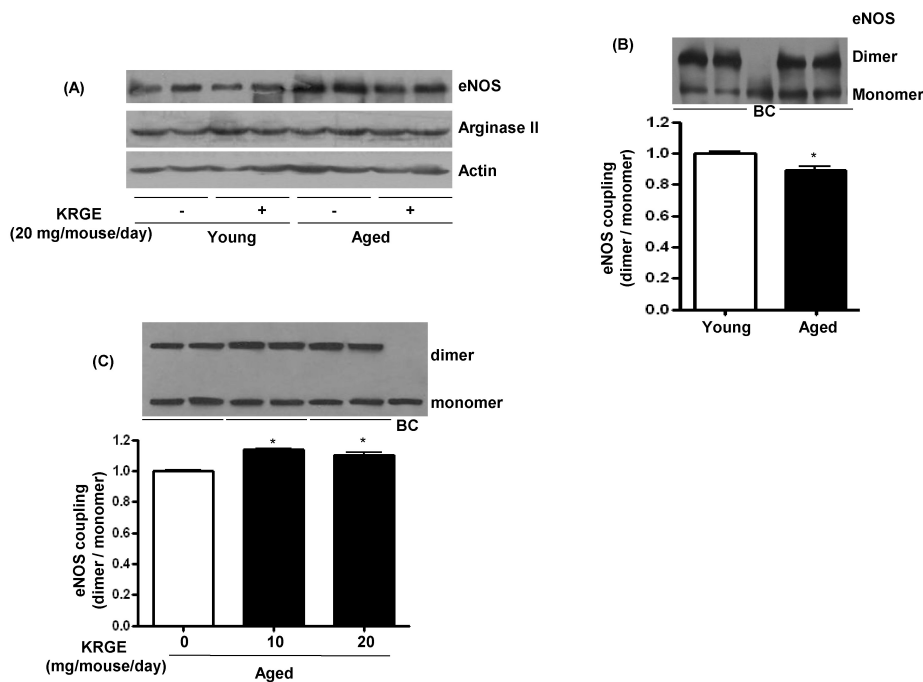 (A)
eNOS
Arginase II
Actin
KRGE - + - +
(20 mg/mouse/day) Young Aged
eNOS
(B)
Dimer
Monomer
BC
eNOS coupling
(dimer / monomer)
1.2
1.0
0.8
0.6
0.4
0.2
0.0
*
Young Aged
(C)
dimer
monomer
BC
eNOS coupling
(dimer / monomer)
1.2
1.0
0.8
0.6
0.4
0.2
0.0
* *
KRGE 0 10 20
(mg/mouse/day) Aged